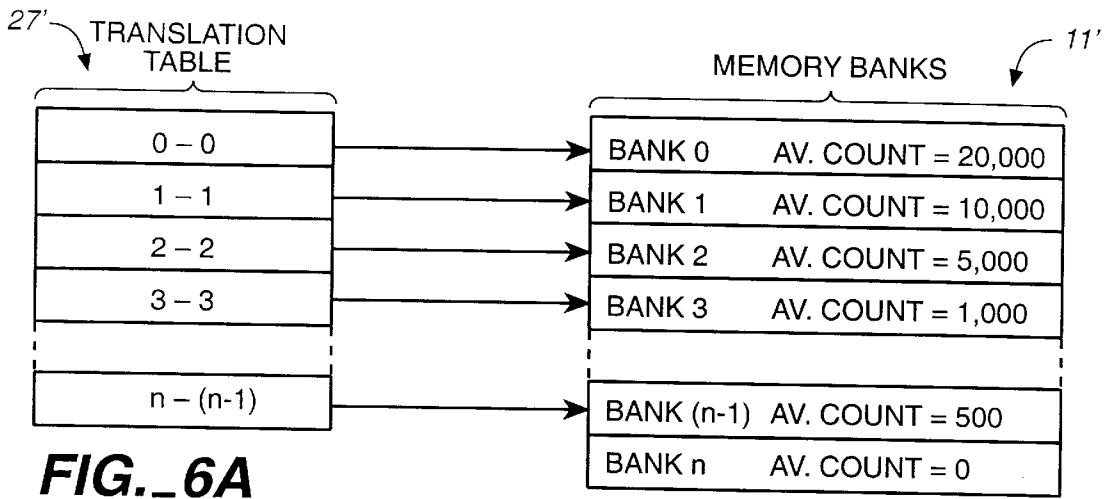 27'
TRANSLATION
TABLE
11'
MEMORY BANKS
0 – 0
BANK 0 AV. COUNT = 20,000
1 – 1
BANK 1 AV. COUNT = 10,000
2 – 2
BANK 2 AV. COUNT = 5,000
3 – 3
BANK 3 AV. COUNT = 1,000
n – (n-1)
BANK (n-1) AV. COUNT = 500
BANK n AV. COUNT = 0
FIG._6A